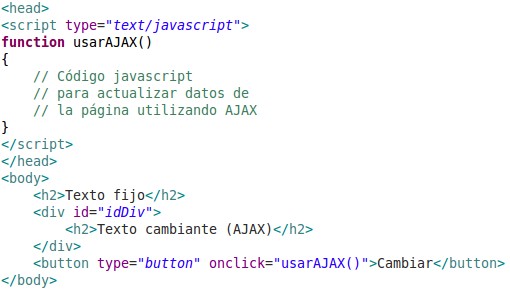 <head>
<script type="text/javascript">
function usarAJAX()
{
    // Código javascript
    // para actualizar datos de
    // la página utilizando AJAX
}
</script>
</head>
<body>
    <h2>Texto fijo</h2>
    <div id="idDiv">
        <h2>Texto cambiante (AJAX)</h2>
    </div>
    <button type="button" onclick="usarAJAX()">Cambiar</button>
</body>